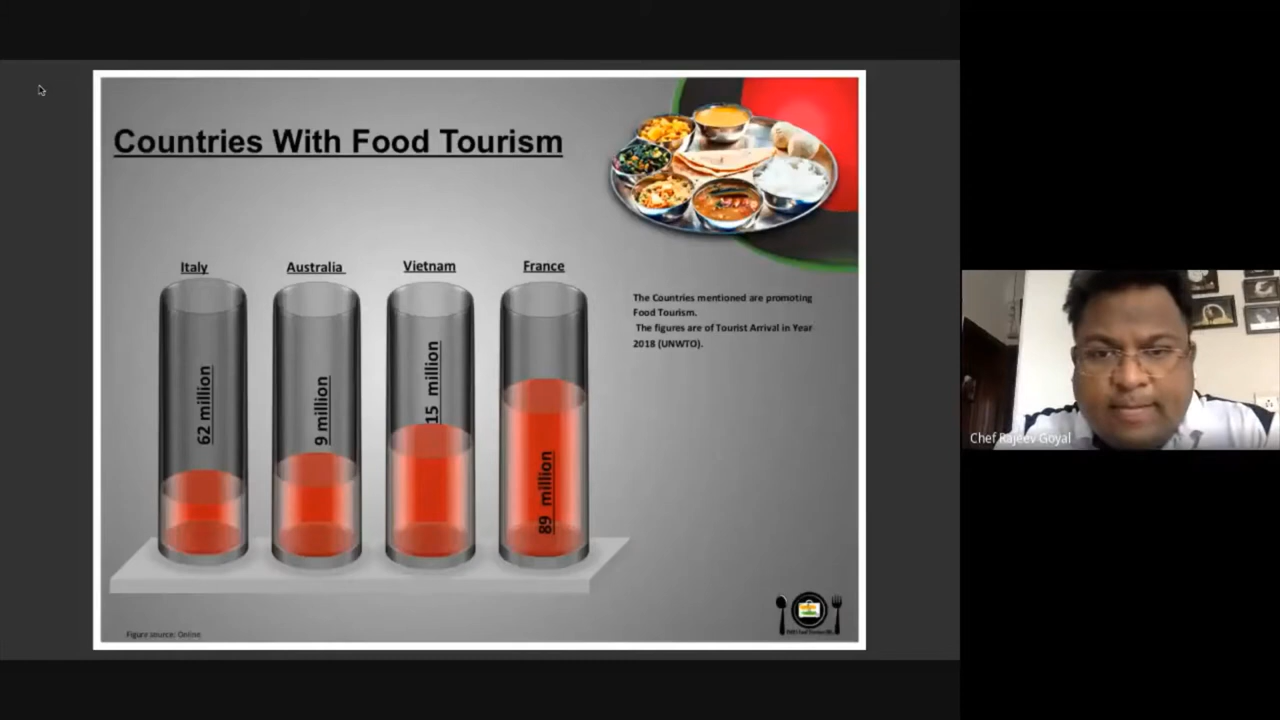 Countries With Food Tourism
Italy
Australia
Vietnam
France
62 million
9 million
15 million
89 million
The Countries mentioned are promoting
Food Tourism.
The figures are of Tourist Arrival in Year
2018 (UNWTO).
Figure source: Online
Chef Rajeev Goyal